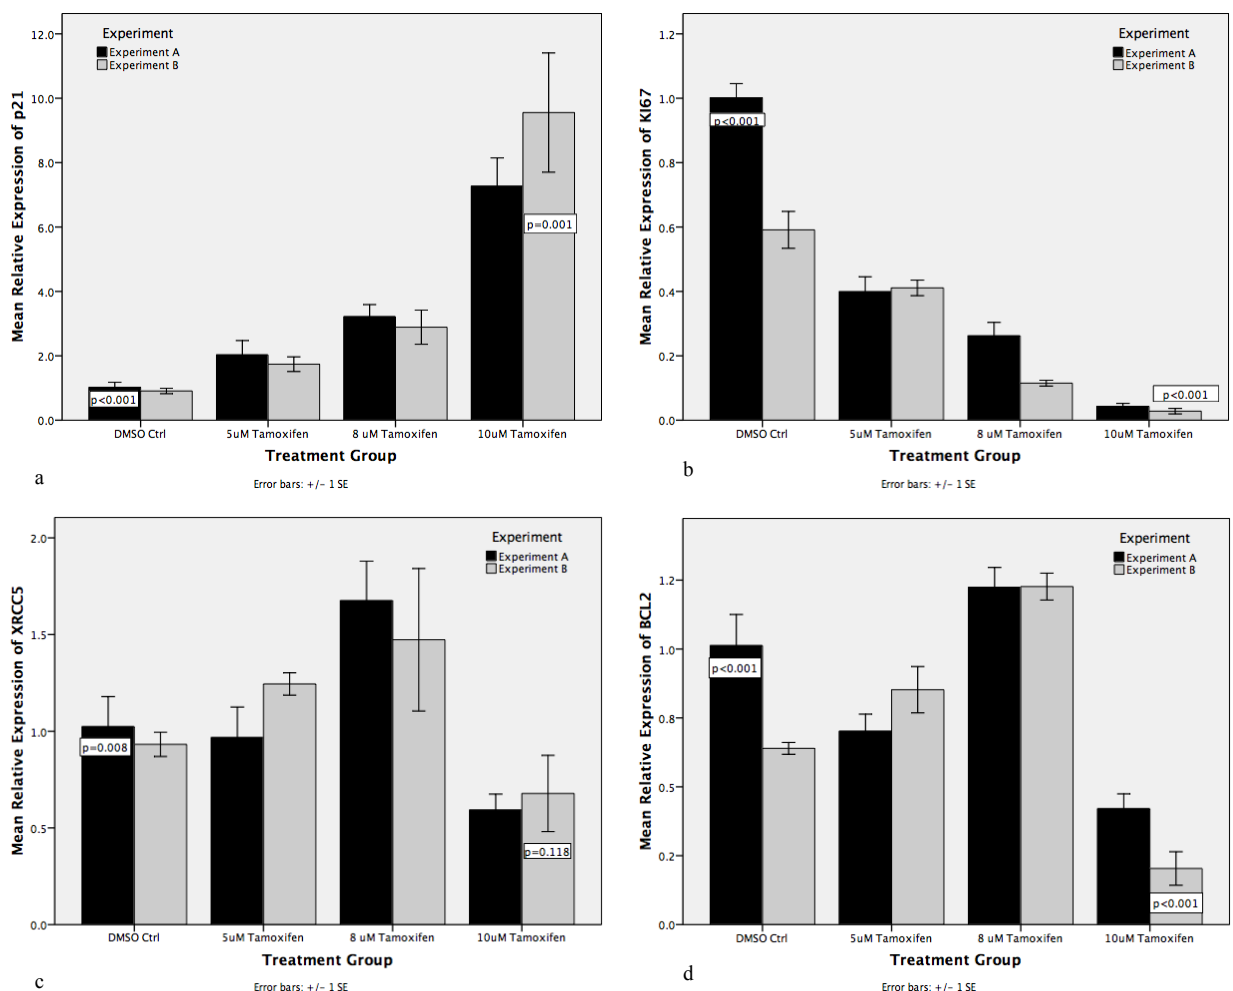 Mean Relative Expression of p21
12.0
10.0
8.0
6.0
4.0
2.0
0.0
Experiment
Experiment A
Experiment B
p<0.001
p=0.001
DMSO Ctrl
5uM Tamoxifen
8 uM Tamoxifen
10uM Tamoxifen
Treatment Group
Error bars: +/- 1 SE
a
Mean Relative Expression of KI67
1.2
1.0
0.8
0.6
0.4
0.2
0.0
Experiment
Experiment A
Experiment B
p<0.001
p<0.001
DMSO Ctrl
5uM Tamoxifen
8 uM Tamoxifen
10uM Tamoxifen
Treatment Group
Error bars: +/- 1 SE
b
Mean Relative Expression of XRCC5
2.0
1.5
1.0
0.5
0.0
Experiment
Experiment A
Experiment B
p=0.008
p=0.118
DMSO Ctrl
5uM Tamoxifen
8 uM Tamoxifen
10uM Tamoxifen
Treatment Group
Error bars: +/- 1 SE
c
Mean Relative Expression of BCL2
1.2
1.0
0.8
0.5
0.2
0.0
Experiment
Experiment A
Experiment B
p<0.001
p<0.001
DMSO Ctrl
5uM Tamoxifen
8 uM Tamoxifen
10uM Tamoxifen
Treatment Group
Error bars: +/- 1 SE
d